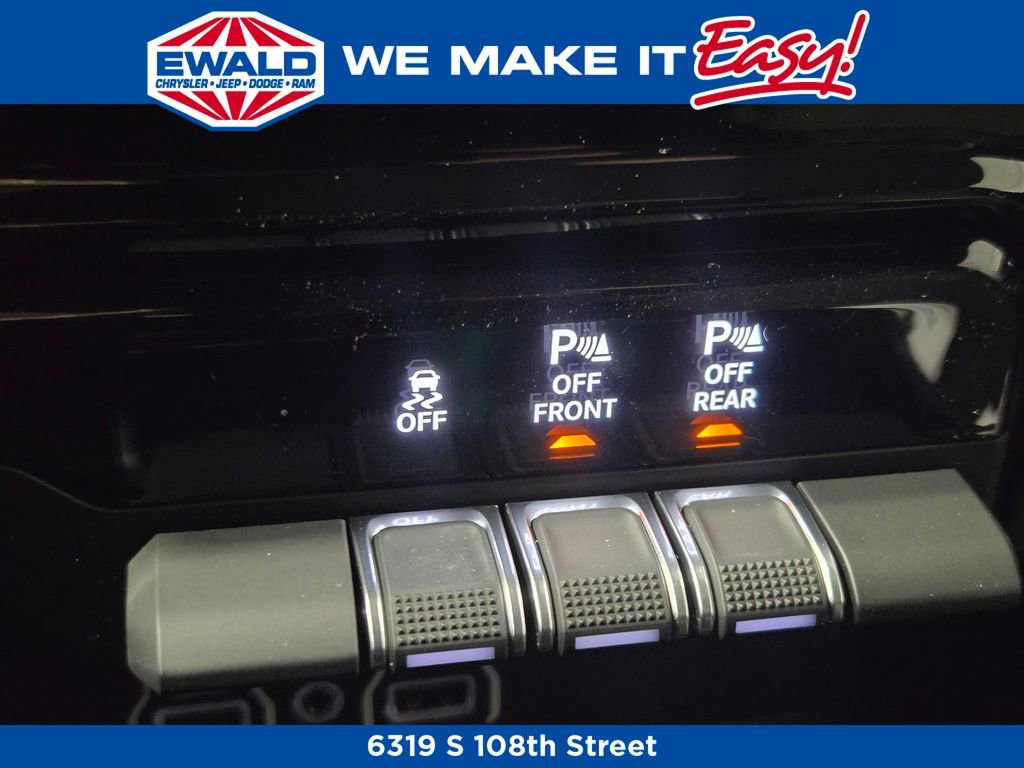 EWALD
CHRYSLER • JEEP • DODGE • RAM
WE MAKE IT Easy!
OFF
P
OFF
FRONT
P
OFF
REAR
6319 S 108th Street